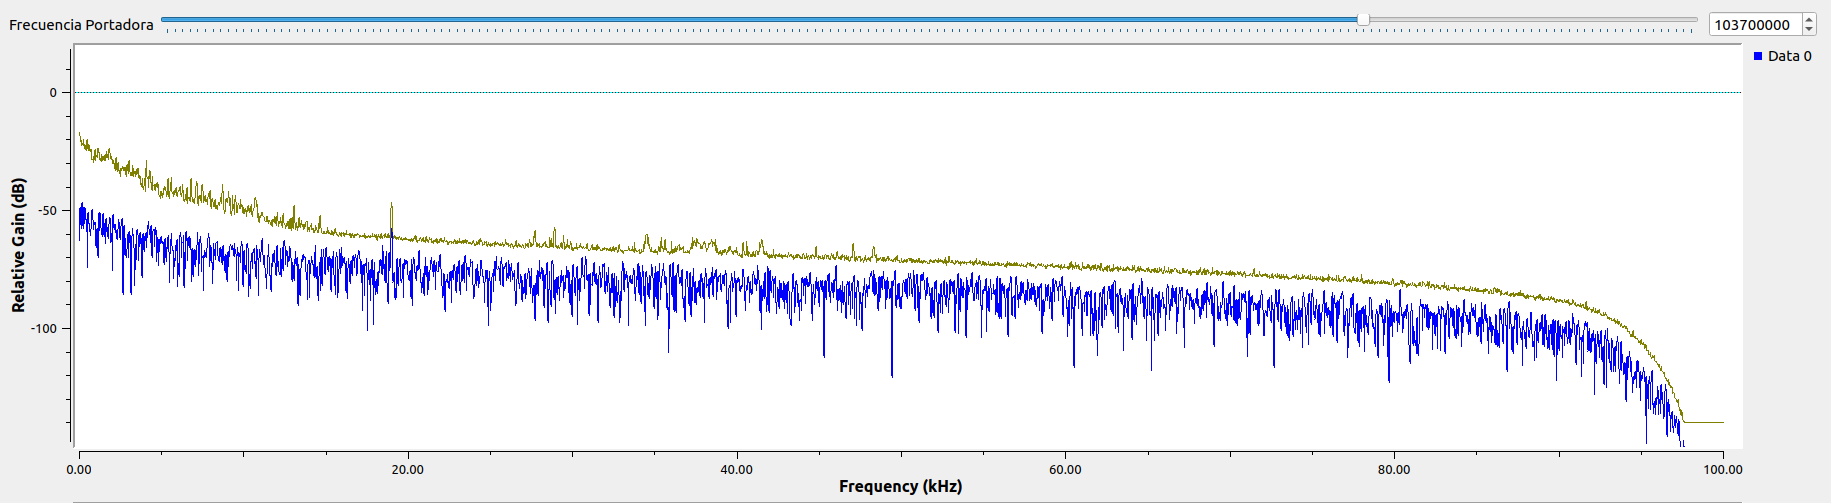 Frecuencia Portadora
103700000
Data 0
Relative Gain (dB)
0
-50
-100
0.00 20.00 40.00 60.00 80.00 100.00
Frequency (kHz)